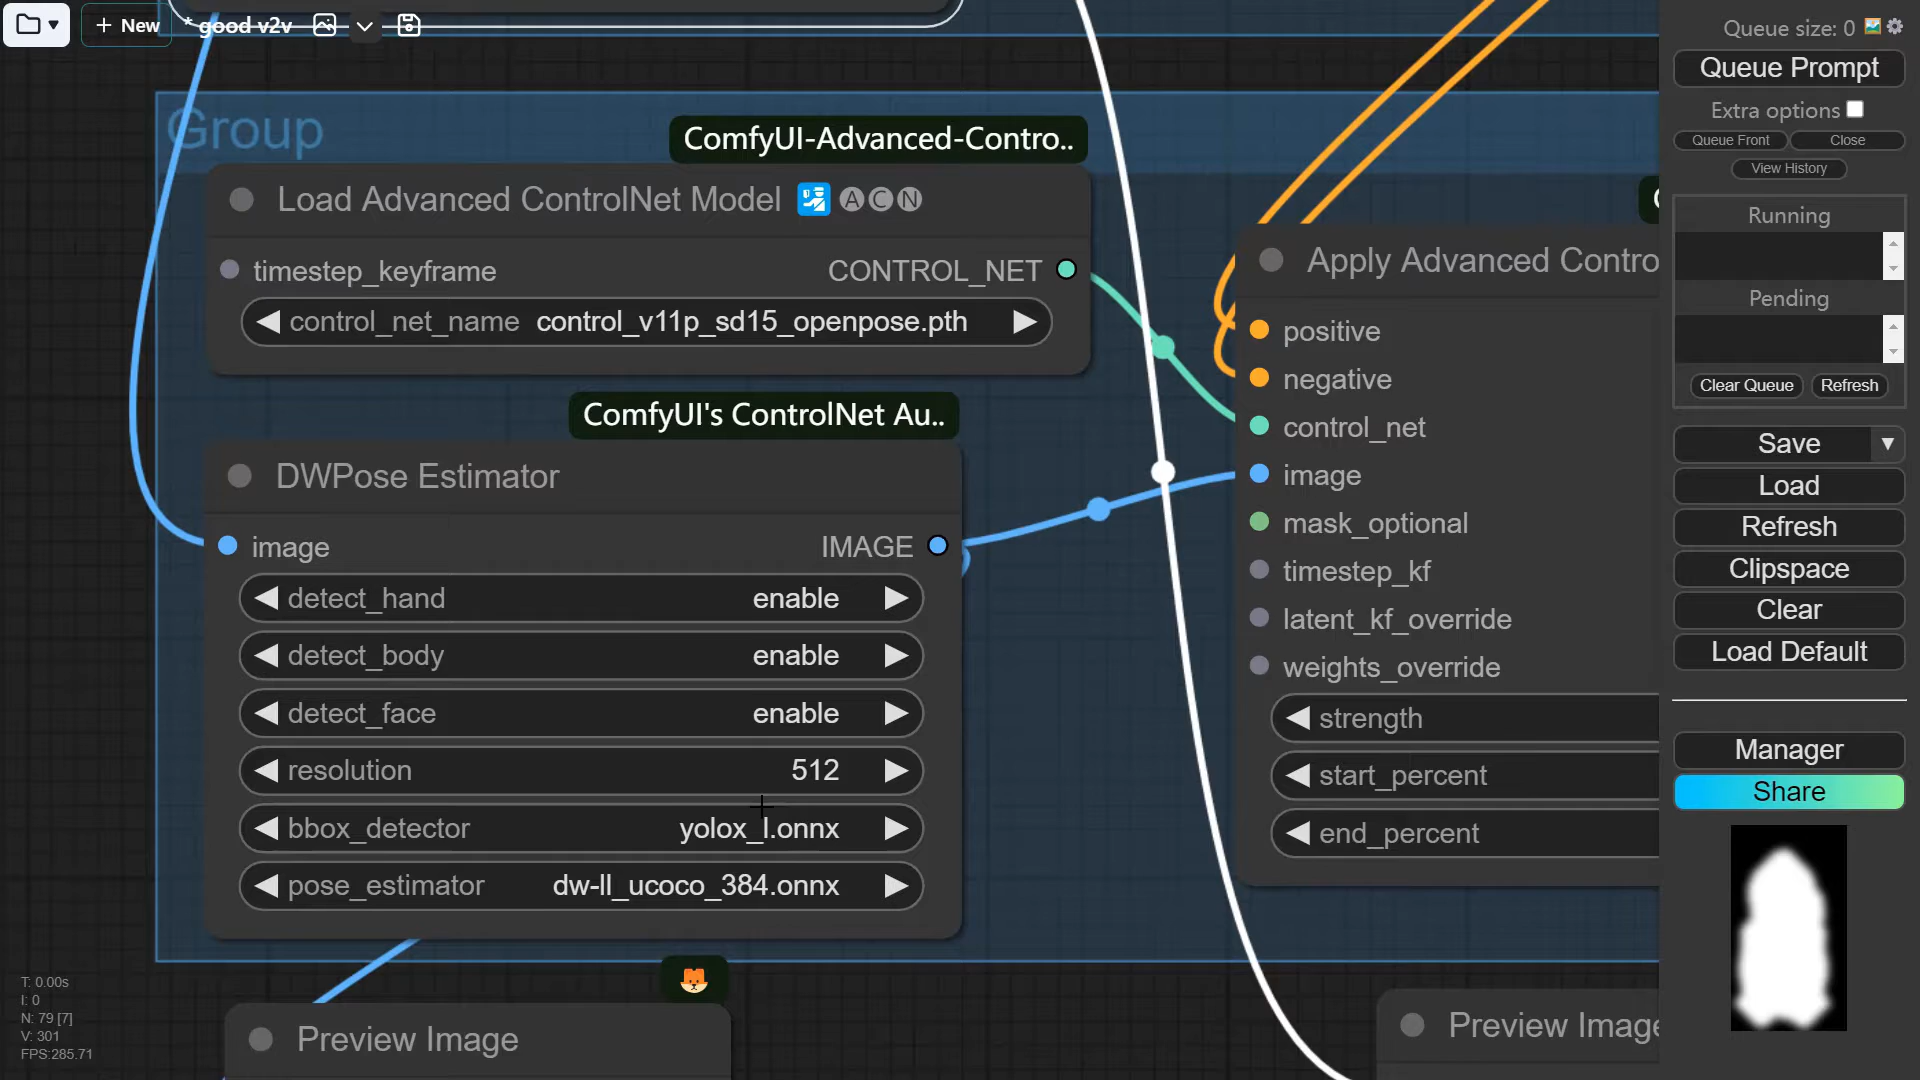 + New
* good v2v
Queue size: 0
Queue Prompt
Extra options
Queue Front
Close
View History
Running
Pending
Clear Queue
Refresh
Save
Load
Refresh
Clipspace
Clear
Load Default
Manager
Share
Group
ComfyUI-Advanced-Contro..
Load Advanced ControlNet Model 🛂🅐🅒🅝
timestep_keyframe
CONTROL_NET
control_net_name control_v11p_sd15_openpose.pth
ComfyUI's ControlNet Au..
DWPose Estimator
image
IMAGE
detect_hand enable
detect_body enable
detect_face enable
resolution 512
bbox_detector yolox_l.onnx
pose_estimator dw-ll_ucoco_384.onnx
Apply Advanced Contro
positive
negative
control_net
image
mask_optional
timestep_kf
latent_kf_override
weights_override
strength
start_percent
end_percent
Preview Image
Preview Image
T: 0.00s
I: 0
N: 79 [7]
V: 301
FPS:285.71